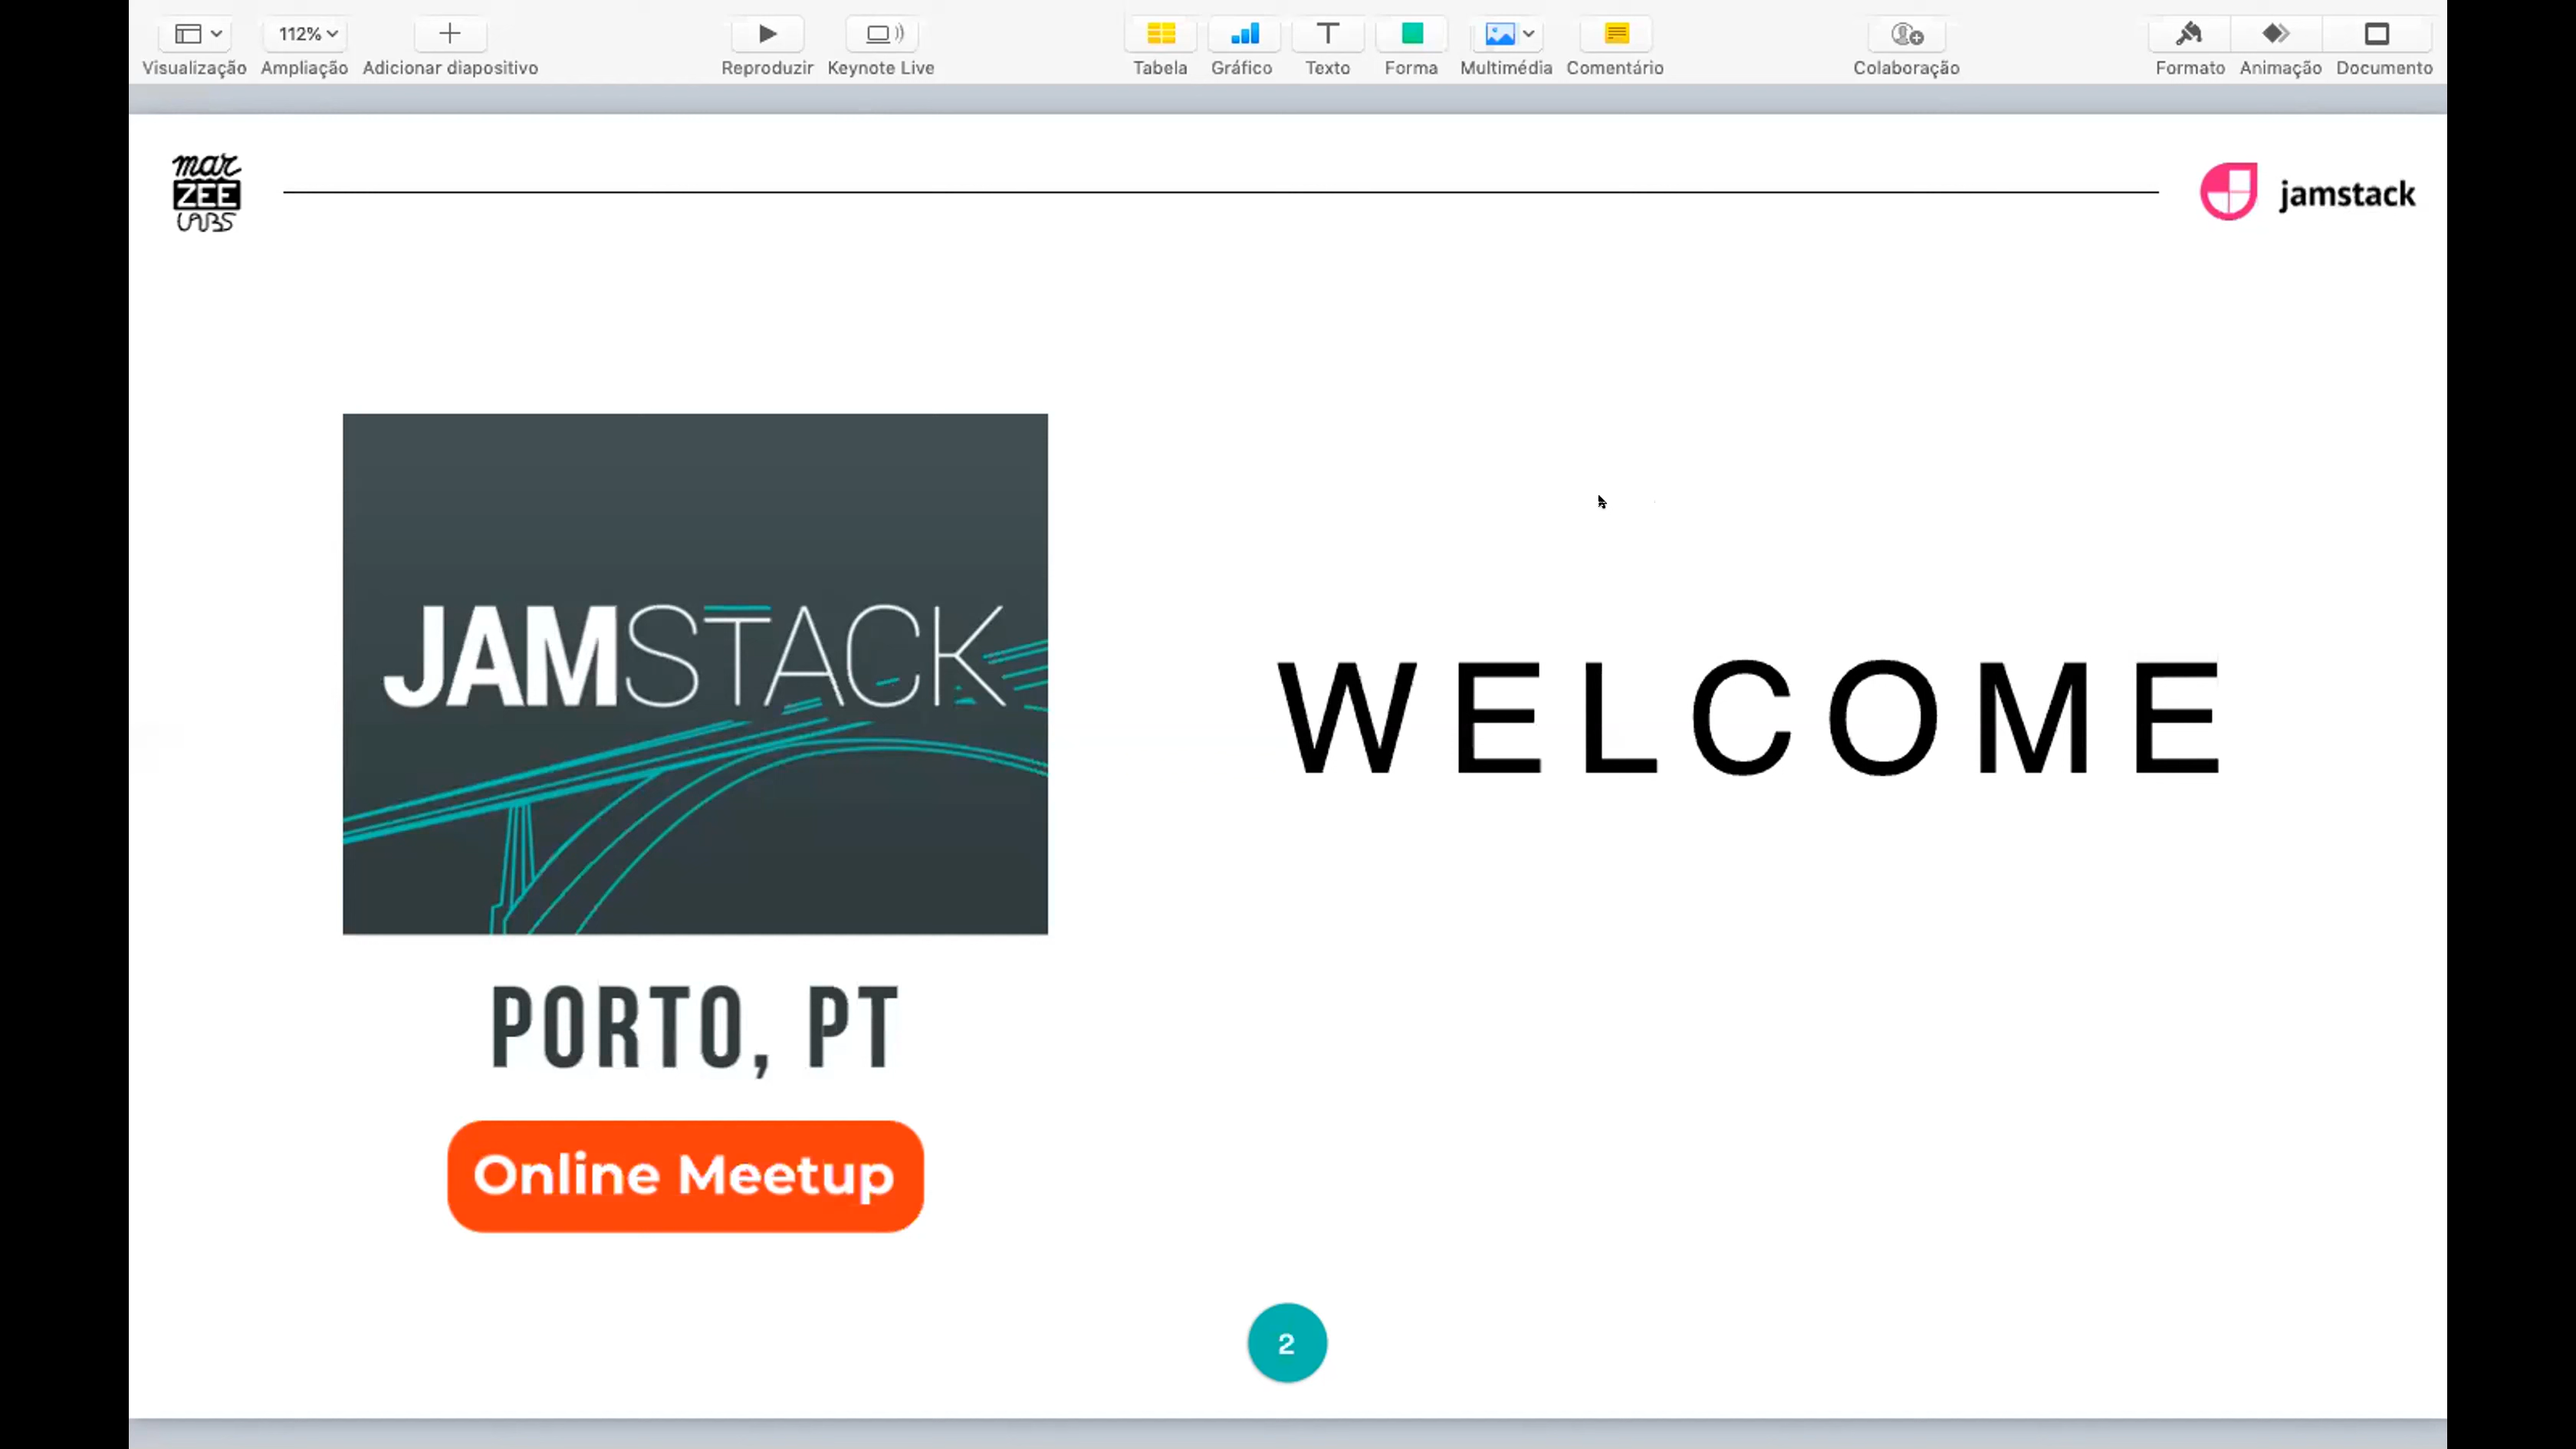 112%
Visualização Ampliação Adicionar diapositivo Reproduzir Keynote Live Tabela Gráfico Texto Forma Multimédia Comentário Colaboração Formato Animação Documento
mar
ZEE
LABS
jamstack
JAMSTACK
WELCOME
PORTO, PT
Online Meetup
2